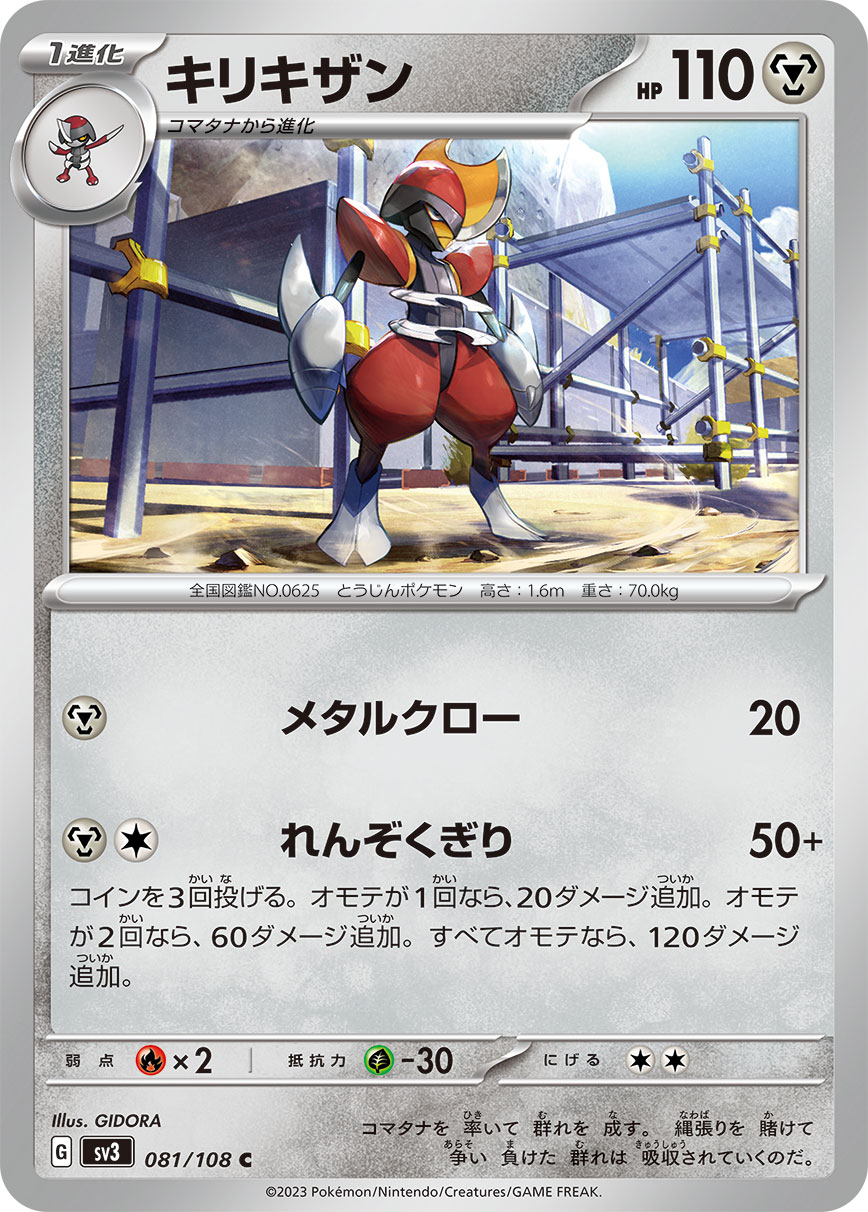 1進化
キリキザン
HP 110
コマタナから進化
全国図鑑NO.0625 とうじんポケモン 高さ:1.6m 重さ:70.0kg
メタルクロー 20
れんぞくぎり 50+
コインを3回投げる。オモテが1回なら、20ダメージ追加。オモテ
が2回なら、60ダメージ追加。すべてオモテなら、120ダメージ
追加。
弱点 ×2 抵抗力 -30 にげる
Illus. GIDORA
コマタナを 率いて 群れを 成す。 縄張りを 賭けて
争い 負けた 群れは 吸収されていくのだ。
G sv3 081/108 C
©2023 Pokémon/Nintendo/Creatures/GAME FREAK.